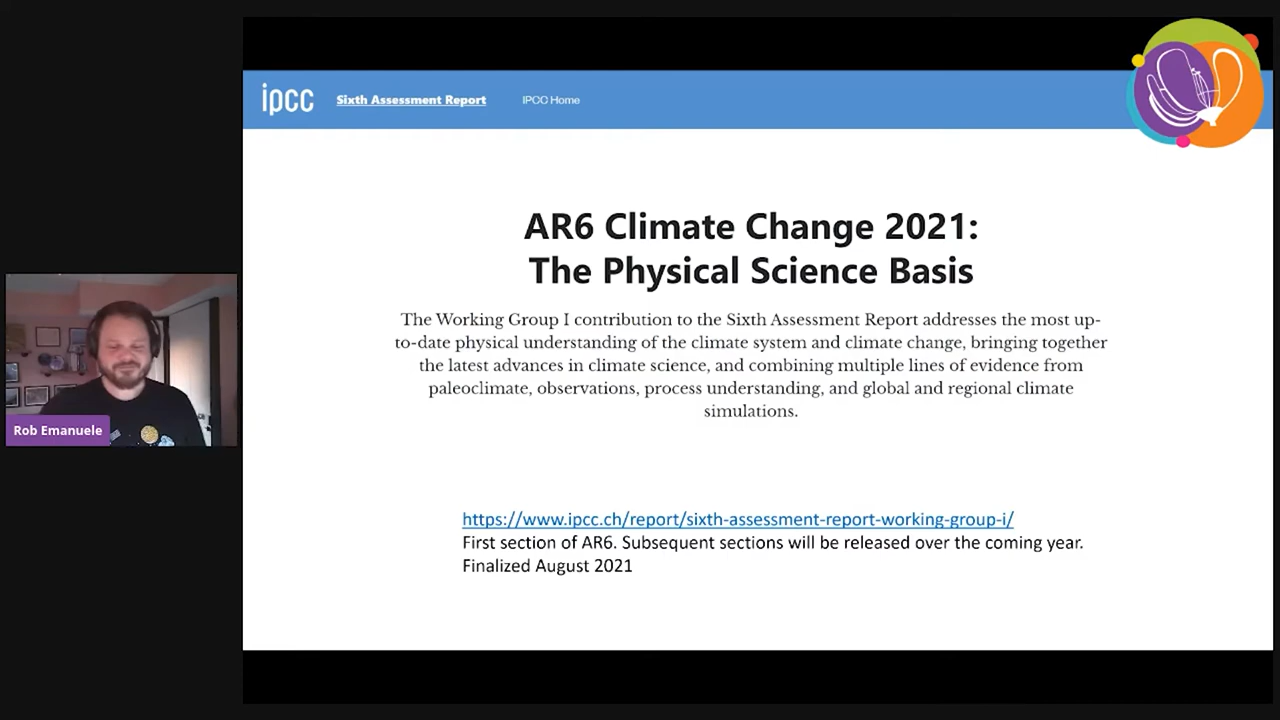 ipcc
Sixth Assessment Report
IPCC Home
AR6 Climate Change 2021:
The Physical Science Basis
The Working Group I contribution to the Sixth Assessment Report addresses the most up-
to-date physical understanding of the climate system and climate change, bringing together
the latest advances in climate science, and combining multiple lines of evidence from
paleoclimate, observations, process understanding, and global and regional climate
simulations.
https://www.ipcc.ch/report/sixth-assessment-report-working-group-i/
First section of AR6. Subsequent sections will be released over the coming year.
Finalized August 2021
Rob Emanuele